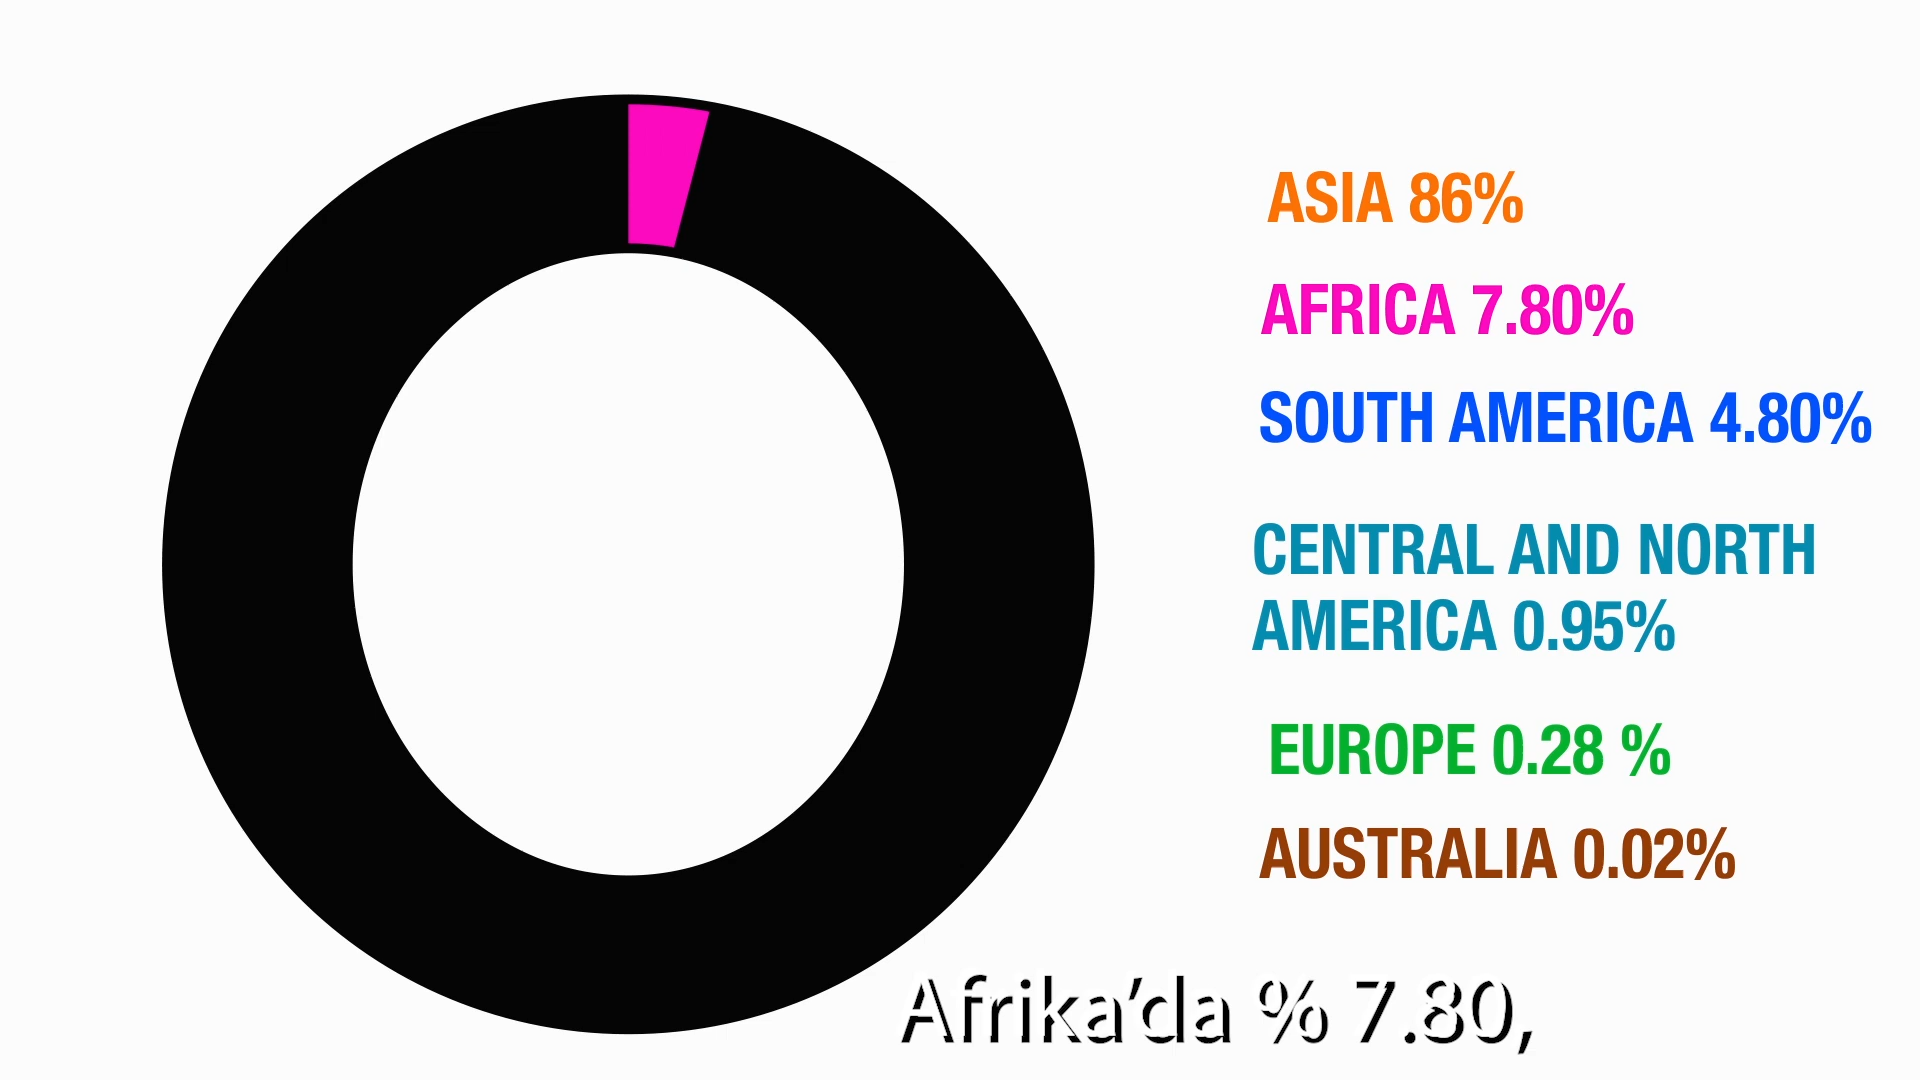 ASIA 86%
AFRICA 7.80%
SOUTH AMERICA 4.80%
CENTRAL AND NORTH
AMERICA 0.95%
EUROPE 0.28 %
AUSTRALIA 0.02%
Afrika’da % 7.80,